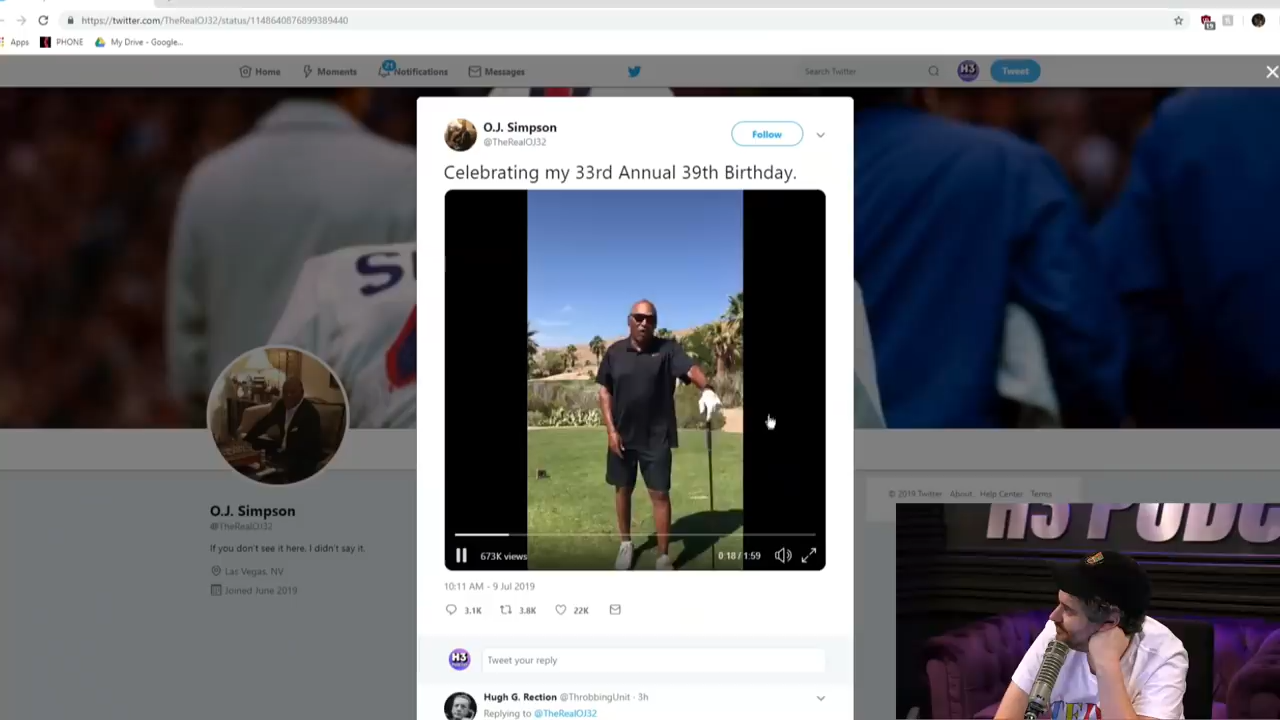 https://twitter.com/TheRealOJ32/status/1148640876899389440
Apps PHONE My Drive - Google...
Home Moments 21 Notifications Messages Search Twitter H3 Tweet
O.J. Simpson
@TheRealOJ32
Follow
Celebrating my 33rd Annual 39th Birthday.
673K views 0:18 / 1:59
10:11 AM - 9 Jul 2019
3.1K 3.8K 22K
H3 Tweet your reply
Hugh G. Rection @ThrobbingUnit · 3h
Replying to @TheRealOJ32
O.J. Simpson
@TheRealOJ32
If you don't see it here, I didn't say it.
Las Vegas, NV
Joined June 2019
© 2019 Twitter About Help Center Terms
H3 PODC